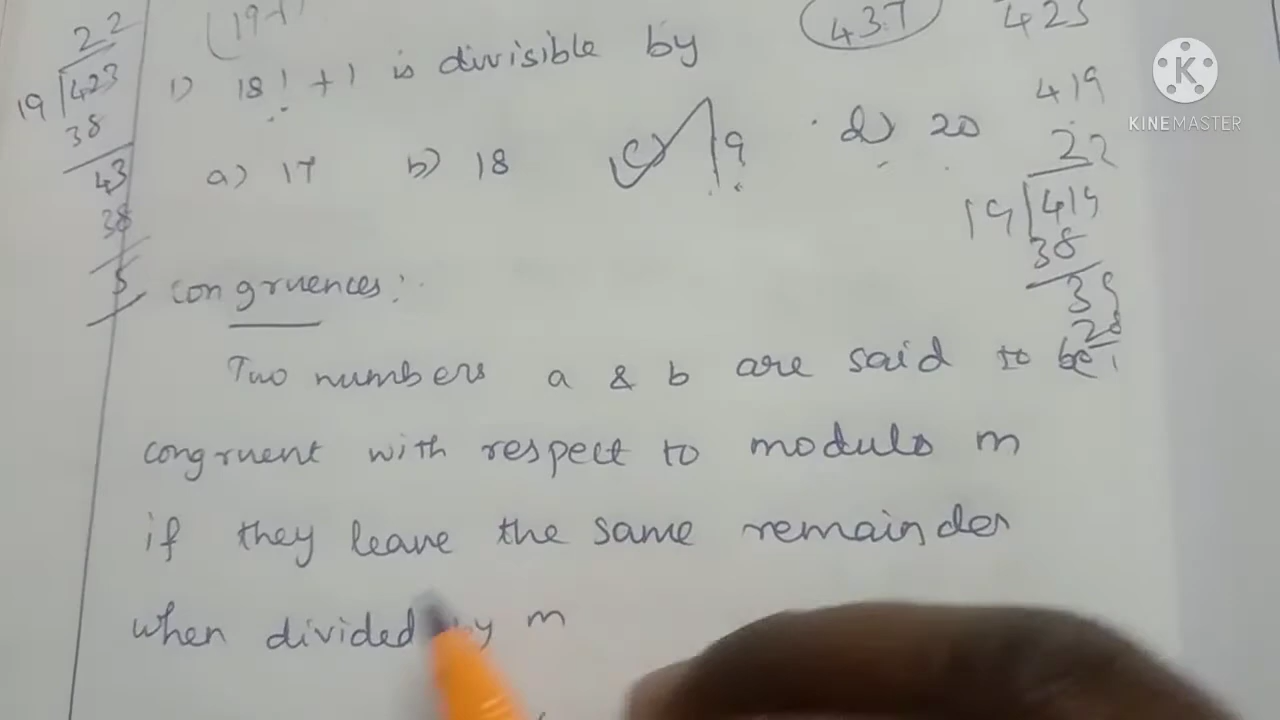 22
19 423
38
43
38
5
(19-1
437
423
1) 18! + 1 is divisible by
a) 17 b) 18 c) 19 d) 20
419
22
19 419
38
39
congruences:
Two numbers a & b are said to be
congruent with respect to modulo m
if they leave the same remainder
when divided by m
K
KINEMASTER